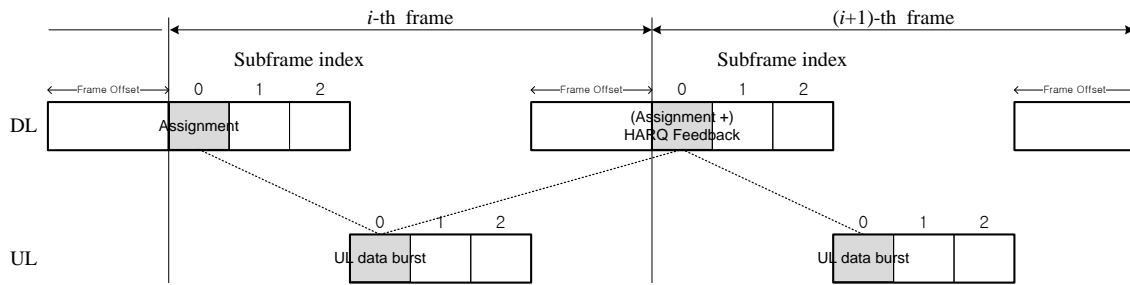 i-th frame
(i+1)-th frame
Subframe index
Subframe index
Frame Offset
0
1
2
Frame Offset
0
1
2
Frame Offset
DL
Assignment
(Assignment +)
HARQ Feedback
0
1
2
0
1
2
UL
UL data burst
UL data burst